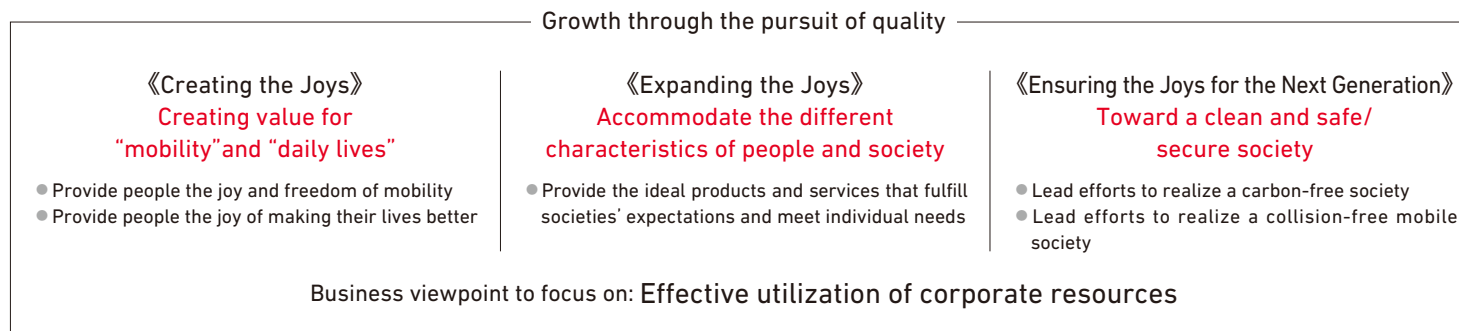 Growth through the pursuit of quality
《Creating the Joys》
Creating value for
“mobility”and “daily lives”
● Provide people the joy and freedom of mobility
● Provide people the joy of making their lives better
《Expanding the Joys》
Accommodate the different
characteristics of people and society
● Provide the ideal products and services that fulfill
societies’ expectations and meet individual needs
《Ensuring the Joys for the Next Generation》
Toward a clean and safe/
secure society
● Lead efforts to realize a carbon-free society
● Lead efforts to realize a collision-free mobile
society
Business viewpoint to focus on: Effective utilization of corporate resources